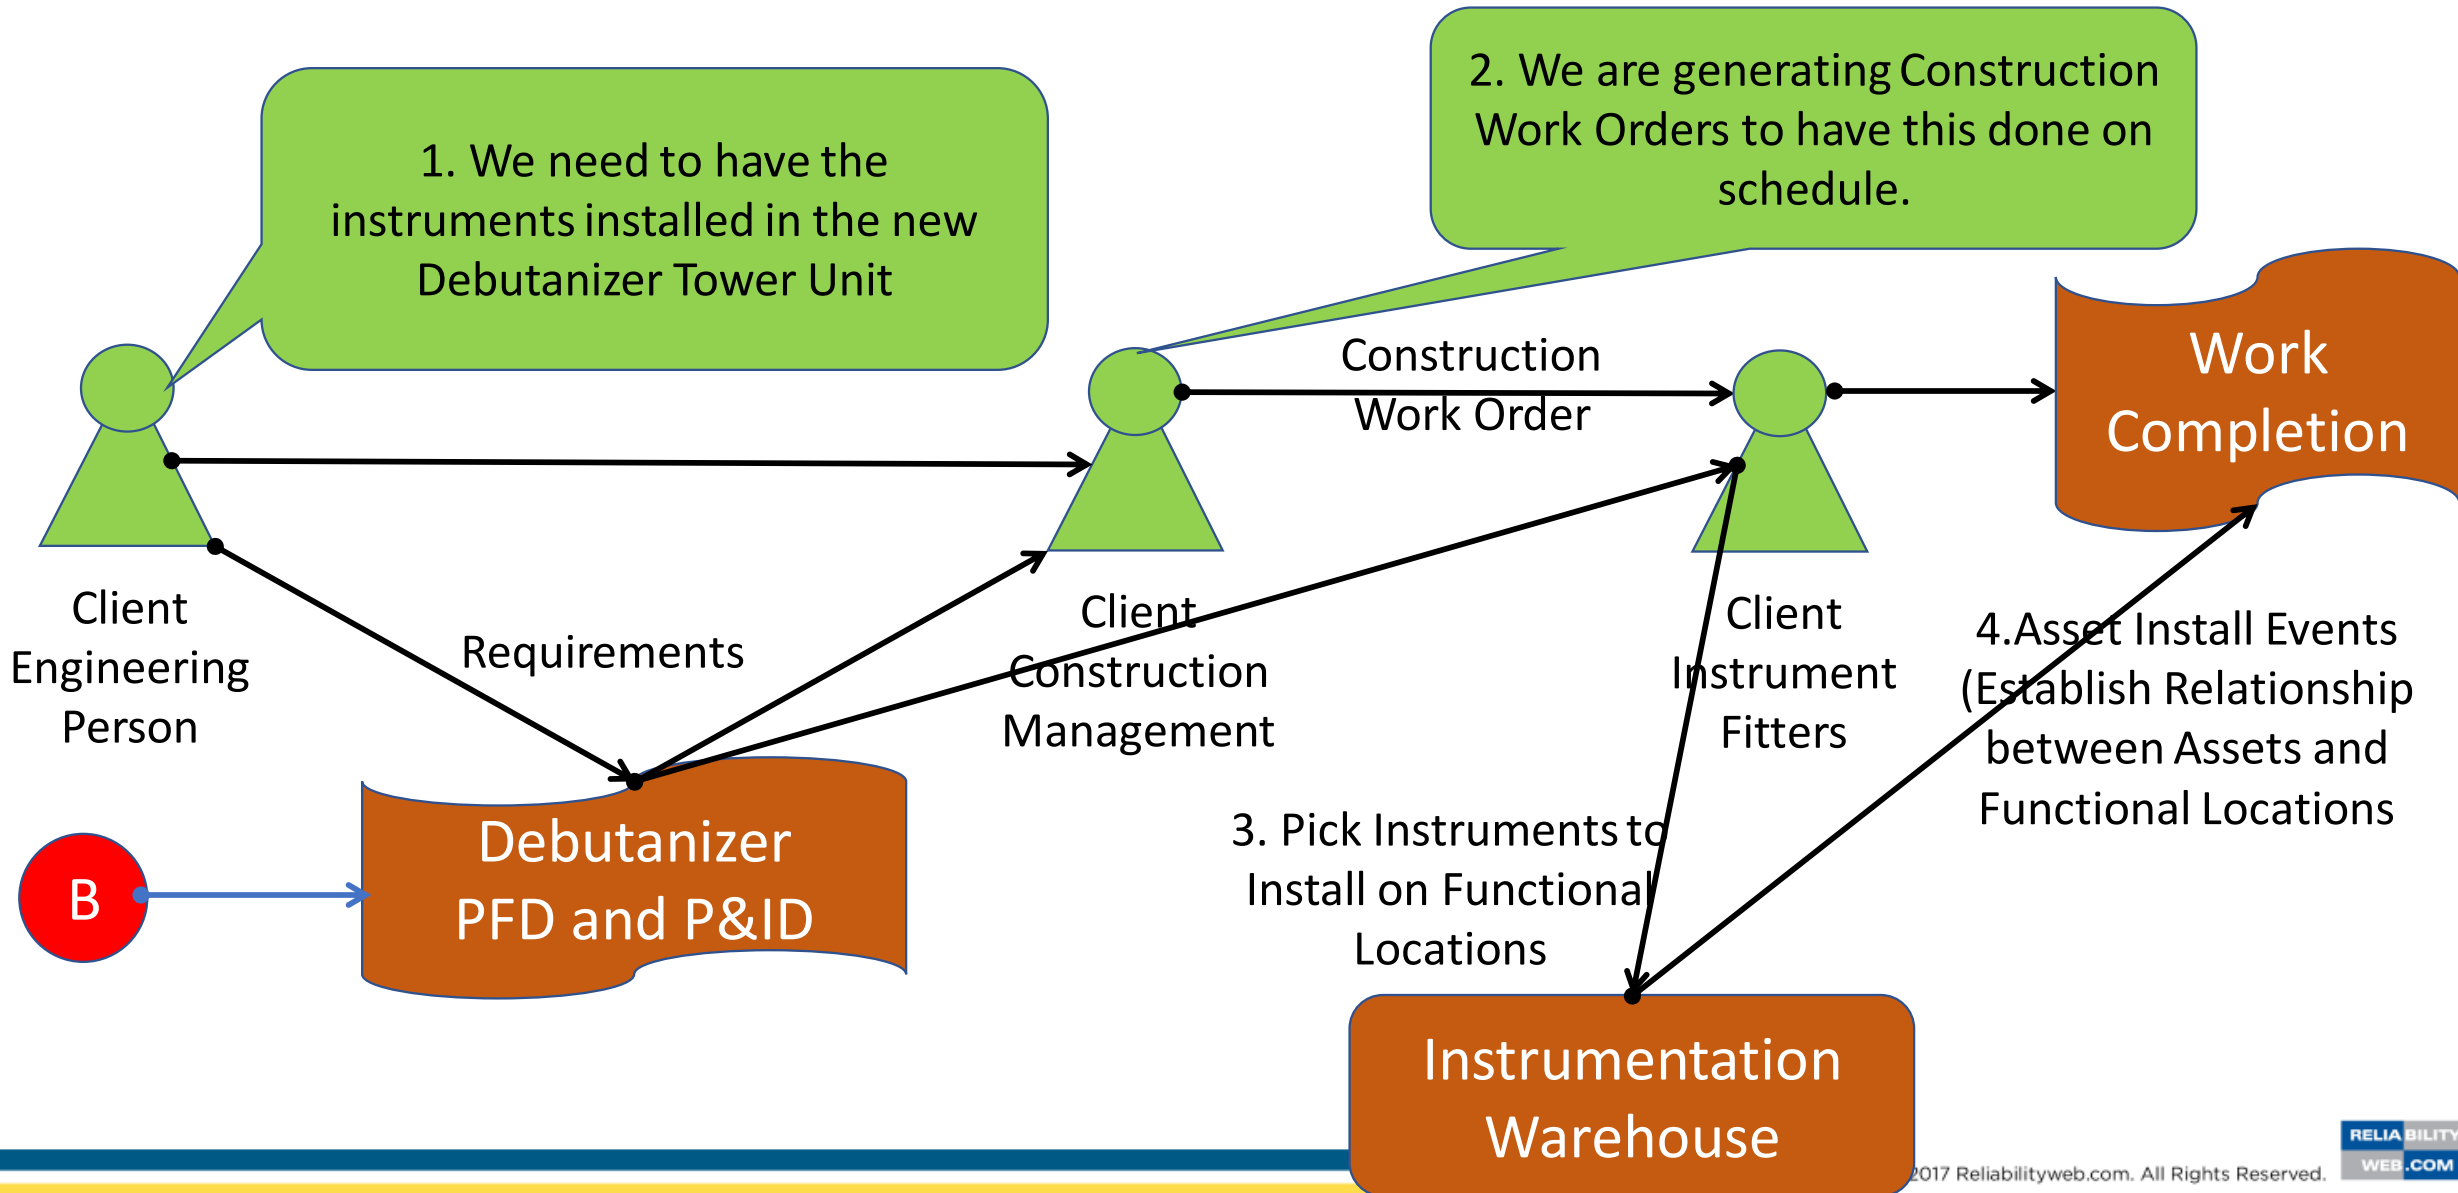 1. We need to have the
instruments installed in the new
Debutanizer Tower Unit
2. We are generating Construction
Work Orders to have this done on
schedule.
Construction
Work Order
Work
Completion
Client
Engineering
Person
Requirements
Client
Construction
Management
Client
Instrument
Fitters
4.Asset Install Events
(Establish Relationship
between Assets and
Functional Locations
3. Pick Instruments to
Install on Functional
Locations
B
Debutanizer
PFD and P&ID
Instrumentation
Warehouse
2017 Reliabilityweb.com. All Rights Reserved.
RELIABILITY
WEB.COM